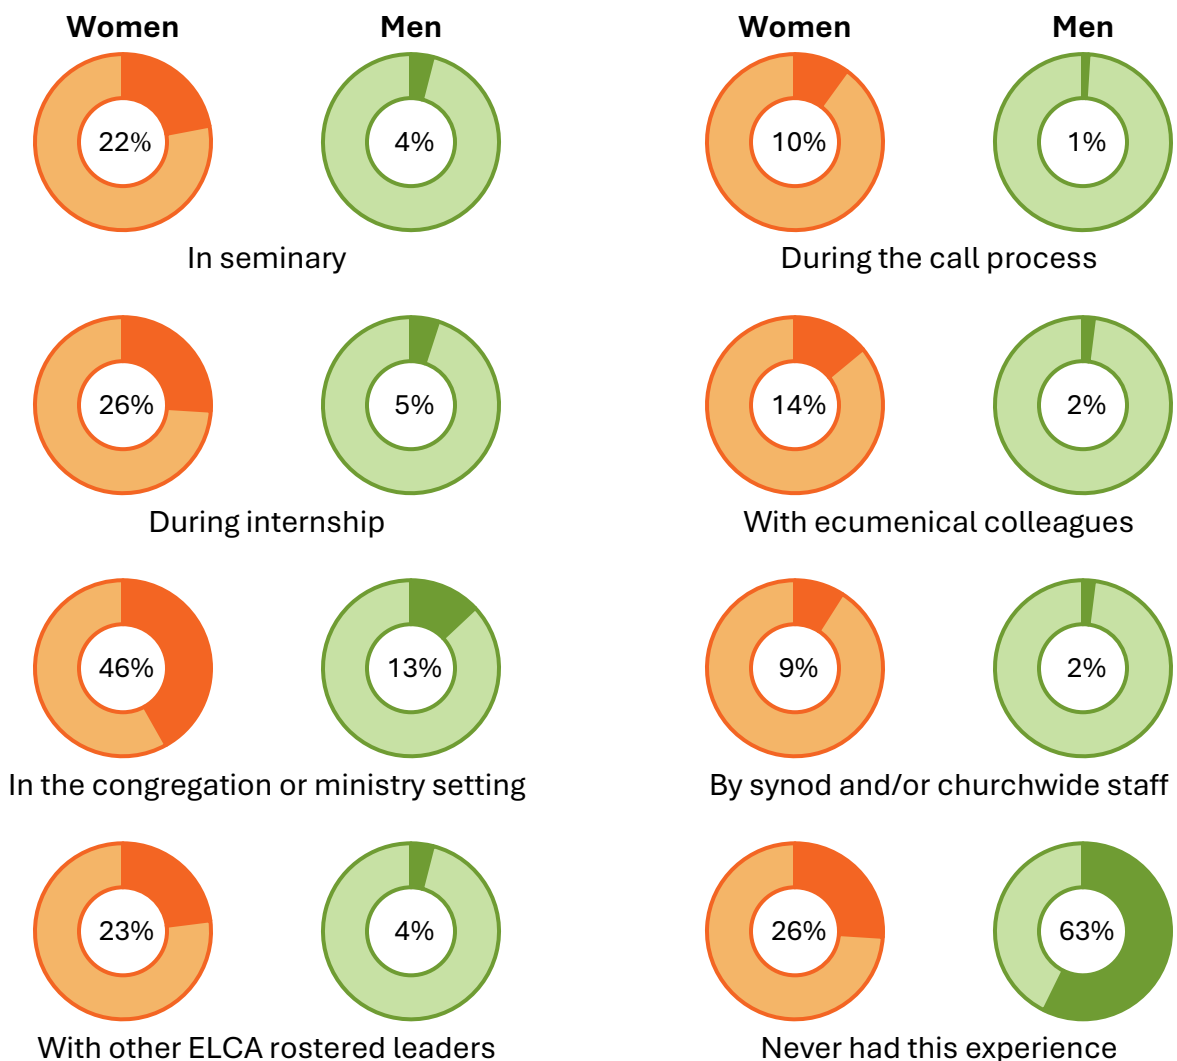 Women Men Women Men
22% 4% 10% 1%
In seminary During the call process
26% 5% 14% 2%
During internship With ecumenical colleagues
46% 13% 9% 2%
In the congregation or ministry setting By synod and/or churchwide staff
23% 4% 26% 63%
With other ELCA rostered leaders Never had this experience